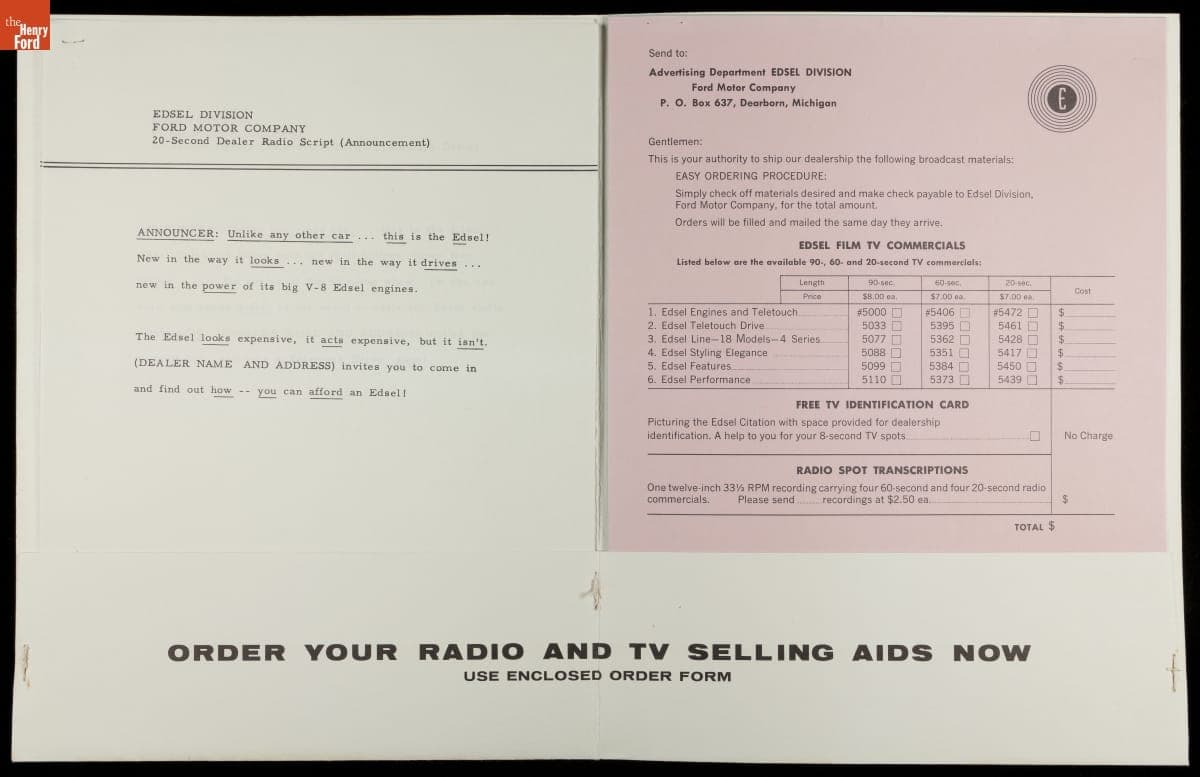 the
Henry
Ford
EDSEL DIVISION
FORD MOTOR COMPANY
20-Second Dealer Radio Script (Announcement)
ANNOUNCER: Unlike any other car ... this is the Edsel!
New in the way it looks ... new in the way it drives ...
new in the power of its big V-8 Edsel engines.
The Edsel looks expensive, it acts expensive, but it isn't.
(DEALER NAME AND ADDRESS) invites you to come in
and find out how -- you can afford an Edsel!
Send to:
Advertising Department EDSEL DIVISION
Ford Motor Company
P. O. Box 637, Dearborn, Michigan
E
Gentlemen:
This is your authority to ship our dealership the following broadcast materials:
EASY ORDERING PROCEDURE:
Simply check off materials desired and make check payable to Edsel Division,
Ford Motor Company, for the total amount.
Orders will be filled and mailed the same day they arrive.
EDSEL FILM TV COMMERCIALS
Listed below are the available 90-, 60- and 20-second TV commercials:
Length 90-sec. 60-sec. 20-sec. Cost
Price $8.00 ea. $7.00 ea. $7.00 ea.
1. Edsel Engines and Teletouch #5000 #5406 #5472 $
2. Edsel Teletouch Drive 5033 5395 5461 $
3. Edsel Line—18 Models—4 Series 5077 5362 5428 $
4. Edsel Styling Elegance 5088 5351 5417 $
5. Edsel Features 5099 5384 5450 $
6. Edsel Performance 5110 5373 5439 $
FREE TV IDENTIFICATION CARD
Picturing the Edsel Citation with space provided for dealership
identification. A help to you for your 8-second TV spots No Charge
RADIO SPOT TRANSCRIPTIONS
One twelve-inch 33⅓ RPM recording carrying four 60-second and four 20-second radio
commercials. Please send ...... recordings at $2.50 ea. $
TOTAL $
ORDER YOUR RADIO AND TV SELLING AIDS NOW
USE ENCLOSED ORDER FORM